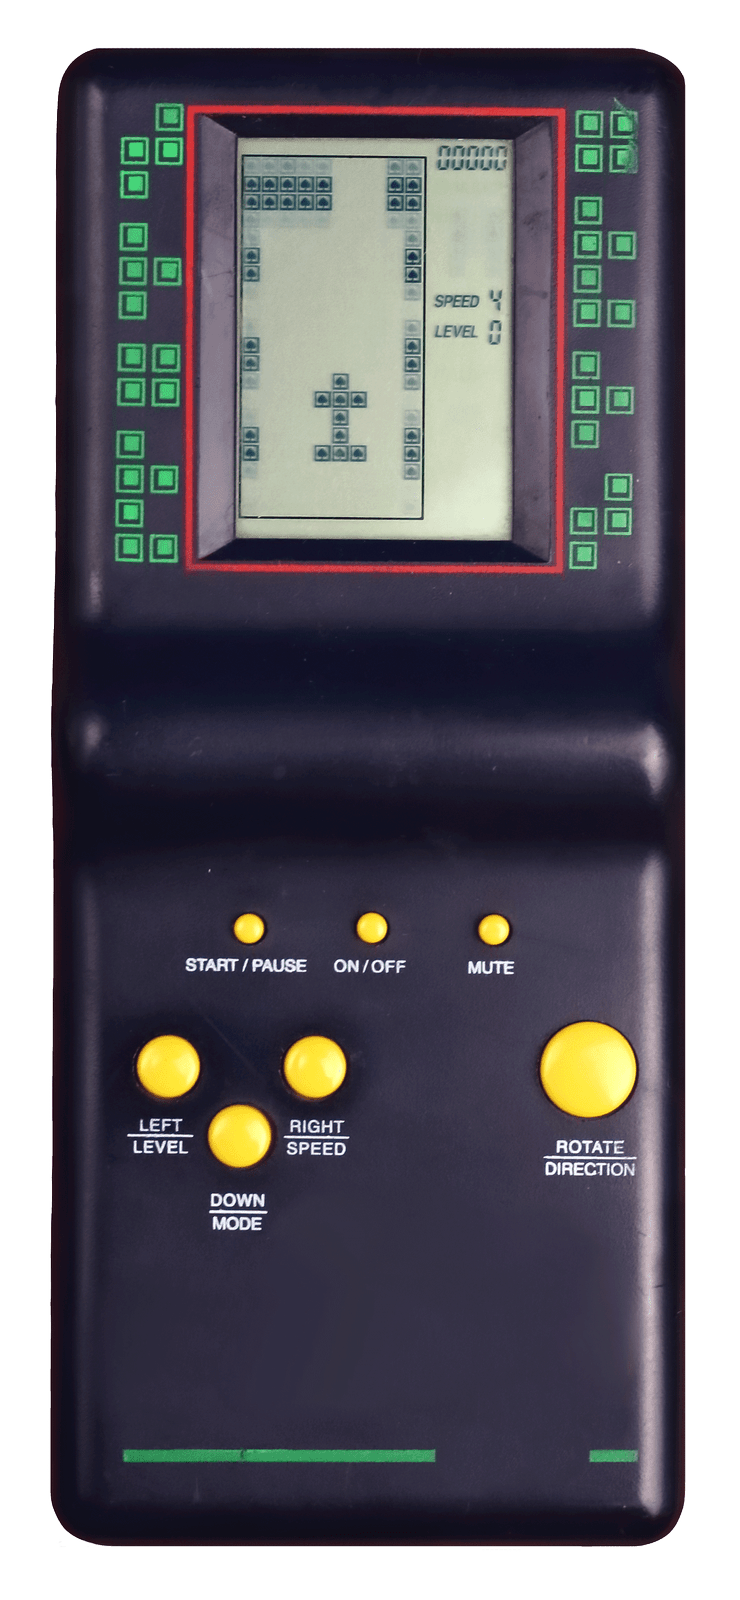 00000
SPEED 4
LEVEL 0
START / PAUSE ON / OFF MUTE
LEFT
LEVEL
RIGHT
SPEED
DOWN
MODE
ROTATE
DIRECTION